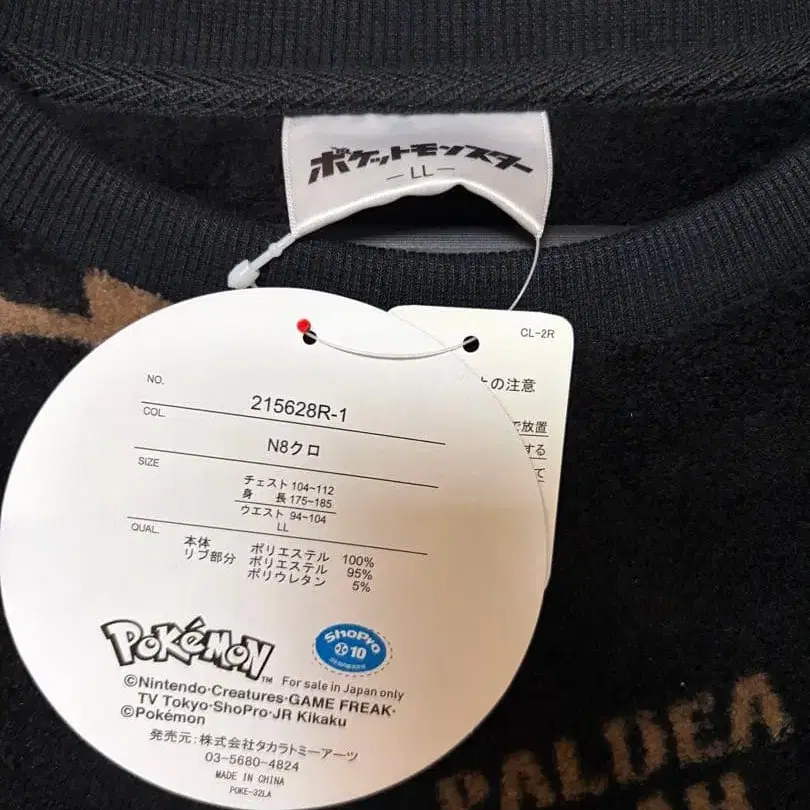 ポケットモンスター
— LL —
CL-2R
の注意
で放置
する
て
NO. 215628R-1
COL. N8クロ
SIZE
チェスト 104~112
身 長 175~185
ウエスト 94~104
LL
QUAL.
本体 ポリエステル 100%
リブ部分 ポリエステル 95%
ポリウレタン 5%
POKéMON™ For sale in Japan only
ShoPro
10
©Nintendo・Creatures・GAME FREAK・
TV Tokyo・ShoPro・JR Kikaku
©Pokémon
発売元:株式会社タカラトミーアーツ
03-5680-4824
MADE IN CHINA
POKE-32LA
PALDEA